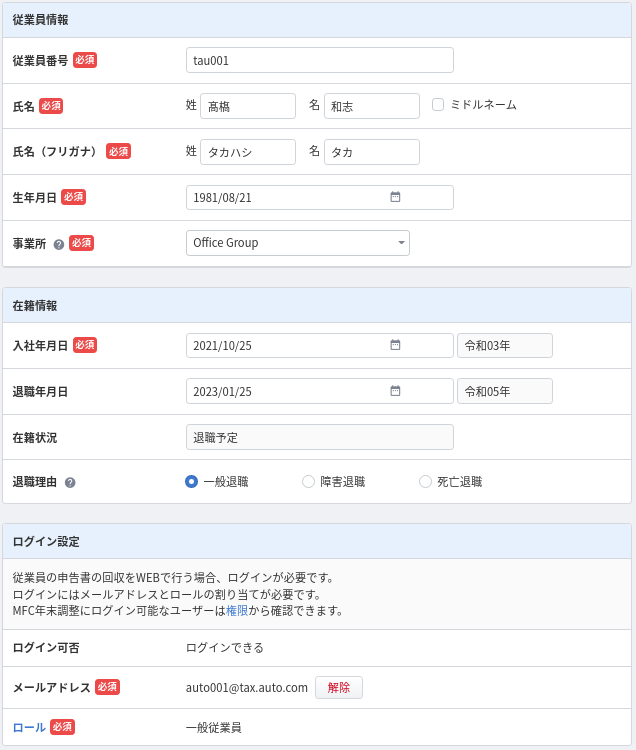 従業員情報
従業員番号 必須 tau001
氏名 必須 姓 髙槗 名 和志 ミドルネーム
氏名（フリガナ） 必須 姓 タカハシ 名 タカ
生年月日 必須 1981/08/21
事業所 ? 必須 Office Group
在籍情報
入社年月日 必須 2021/10/25 令和03年
退職年月日 2023/01/25 令和05年
在籍状況 退職予定
退職理由 ? 一般退職 障害退職 死亡退職
ログイン設定
従業員の申告書の回収をWEBで行う場合、ログインが必要です。
ログインにはメールアドレスとロールの割り当てが必要です。
MFC年末調整にログイン可能なユーザーは権限から確認できます。
ログイン可否 ログインできる
メールアドレス 必須 auto001@tax.auto.com 解除
ロール 必須 一般従業員